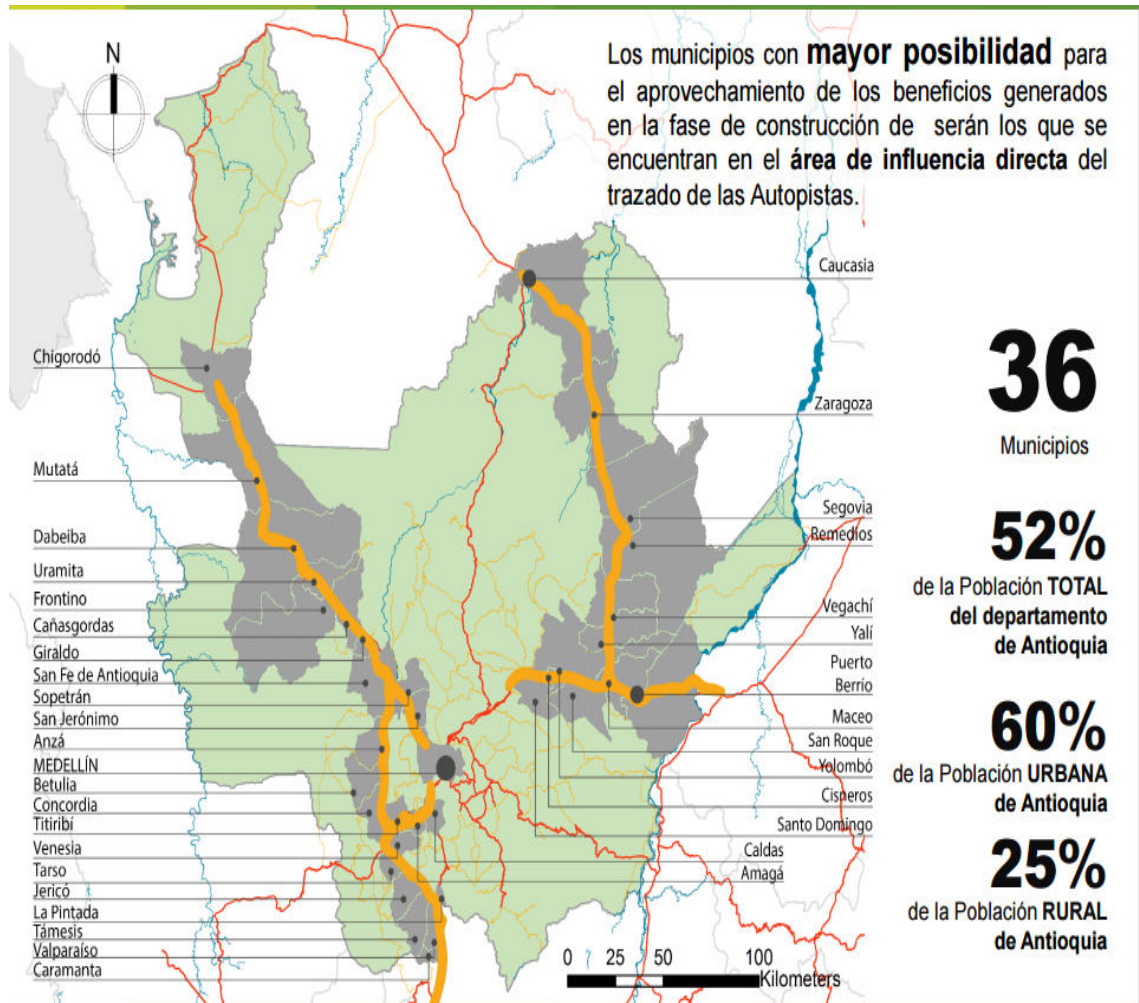 N
Los municipios con mayor posibilidad para
el aprovechamiento de los beneficios generados
en la fase de construcción de serán los que se
encuentran en el área de influencia directa del
trazado de las Autopistas.
Chigorodó
Mutatá
Dabeiba
Uramita
Frontino
Cañasgordas
Giraldo
San Fe de Antioquia
Sopetrán
San Jerónimo
Anzá
MEDELLÍN
Betulia
Concordia
Titiribí
Venesia
Tarso
Jericó
La Pintada
Támesis
Valparaíso
Caramanta
Caucasia
Zaragoza
Segovia
Remedios
Vegachí
Yalí
Puerto
Berrío
Maceo
San Roque
Yolombó
Cisneros
Santo Domingo
Caldas
Amagá
36
Municipios
52%
de la Población TOTAL
del departamento
de Antioquia
60%
de la Población URBANA
de Antioquia
25%
de la Población RURAL
de Antioquia
0 25 50 100
Kilometers